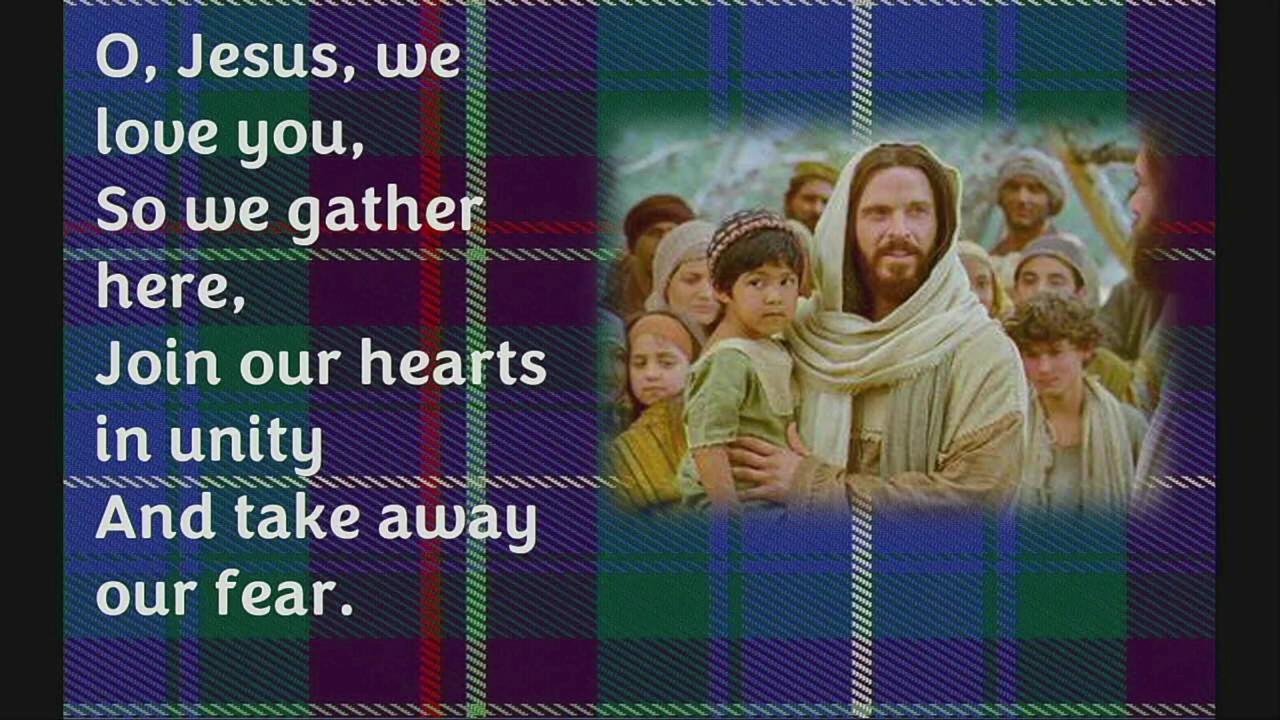 O, Jesus, we
love you,
So we gather
here,
Join our hearts
in unity
And take away
our fear.